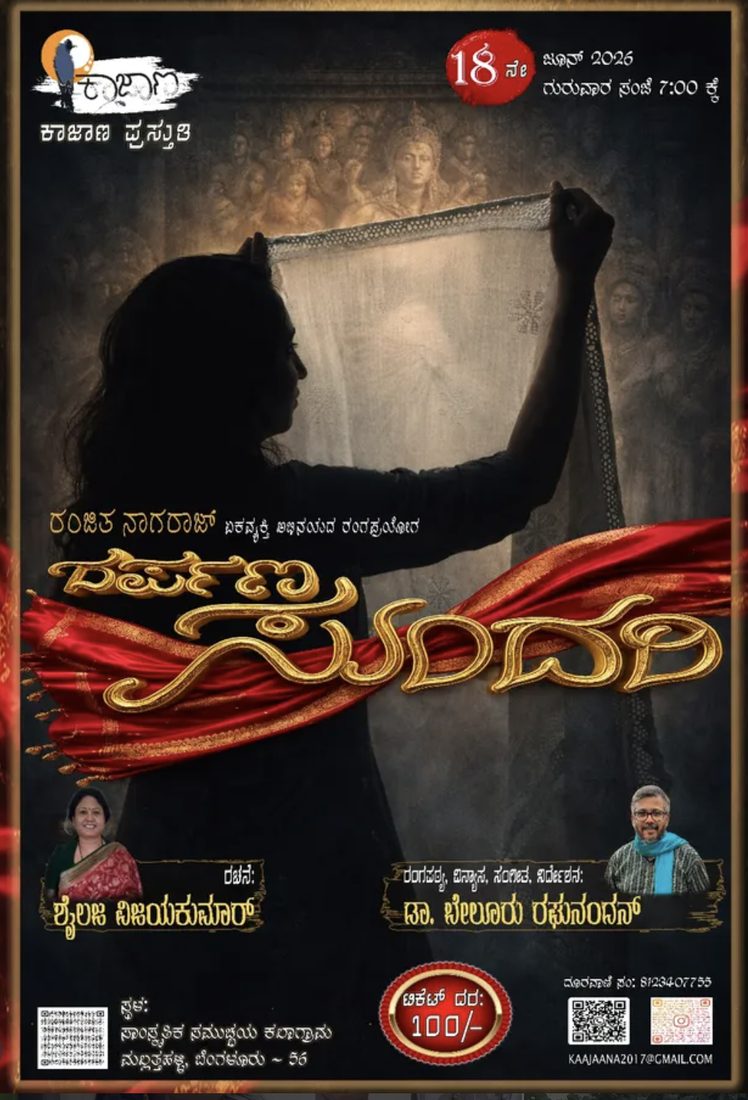 ಕಾಜಾಣ
ಕಾಜಾಣ ಪ್ರಸ್ತುತಿ
18 ನೇ
ಜೂನ್ 2026
ಗುರುವಾರ ಸಂಜೆ 7:00 ಕ್ಕೆ
ರಂಜಿತ ನಾಗರಾಜ್ ಏಕವ್ಯಕ್ತಿ ಅಭಿನಯದ ರಂಗಪ್ರಯೋಗ
ದರ್ಪಣ
ಸುಂದರಿ
ರಚನೆ:
ಶೈಲಜ ವಿಜಯಕುಮಾರ್
ರಂಗಪಠ್ಯ, ವಿನ್ಯಾಸ, ಸಂಗೀತ, ನಿರ್ದೇಶನ:
ಡಾ. ಬೇಲೂರು ರಘುನಂದನ್
ಸ್ಥಳ:
ಸಾಂಸ್ಕೃತಿಕ ಸಮುಚ್ಚಯ ಕಲಾಗ್ರಾಮ
ಮಲ್ಲತ್ತಹಳ್ಳಿ, ಬೆಂಗಳೂರು ~ 56
ಟಿಕೆಟ್ ದರ:
100/-
ದೂರವಾಣಿ ಸಂ: 8123407755
KAAJAANA2017@GMAIL.COM